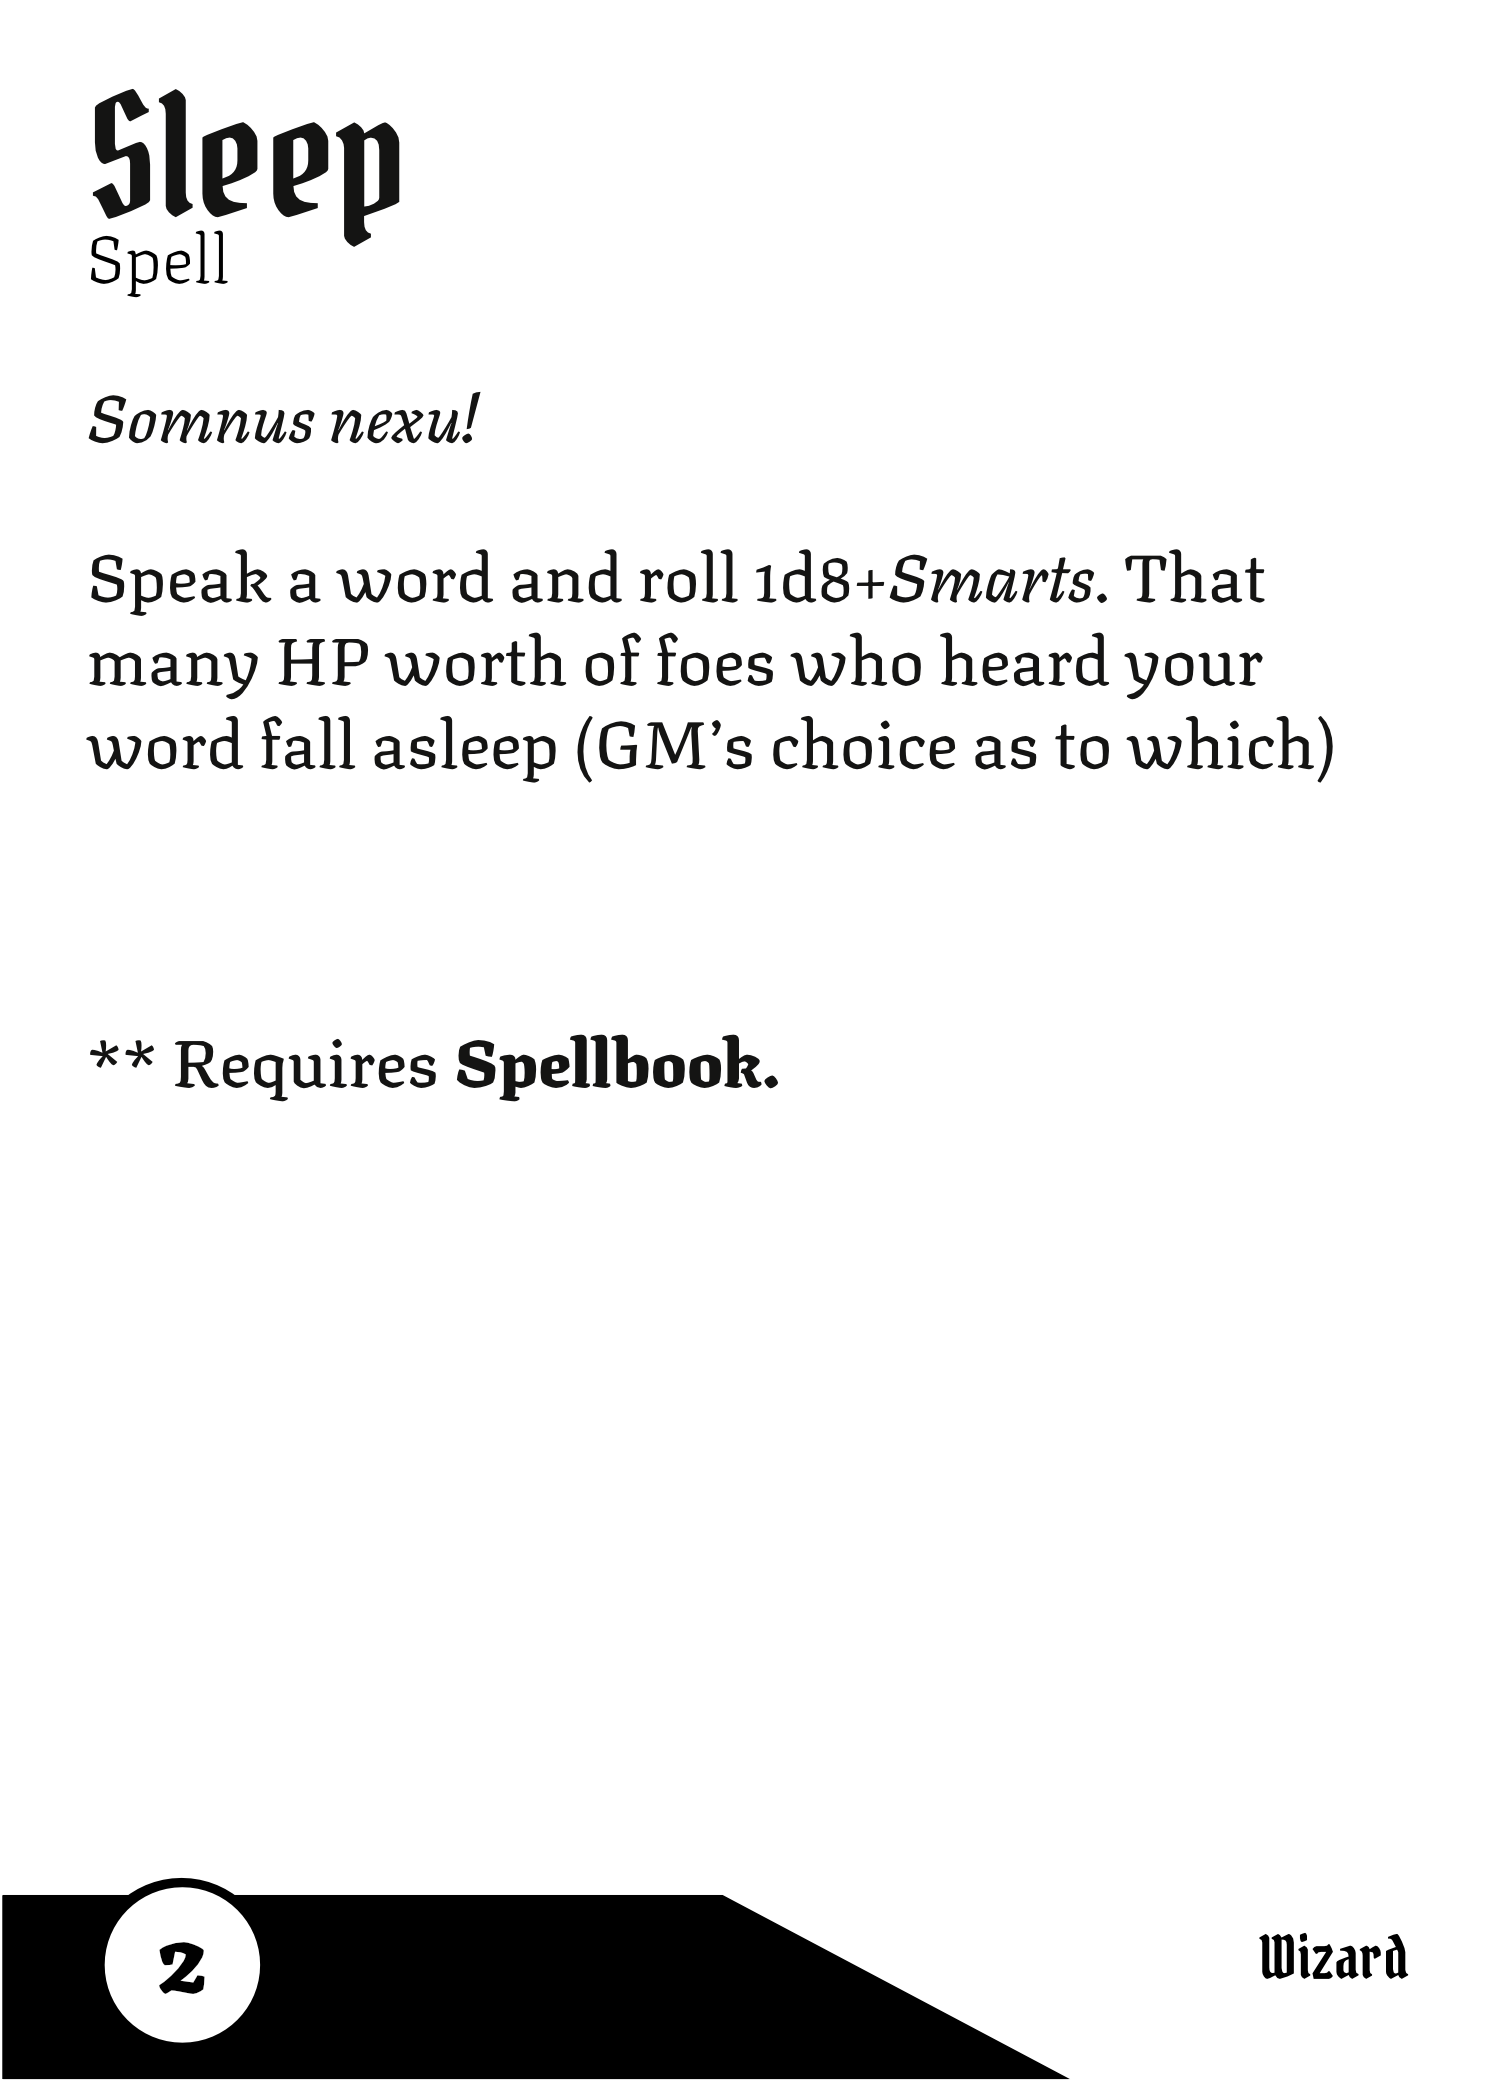 Sleep
Spell
Somnus nexu!
Speak a word and roll 1d8+Smarts. That
many HP worth of foes who heard your
word fall asleep (GM’s choice as to which)
** Requires Spellbook.
2
Wizard